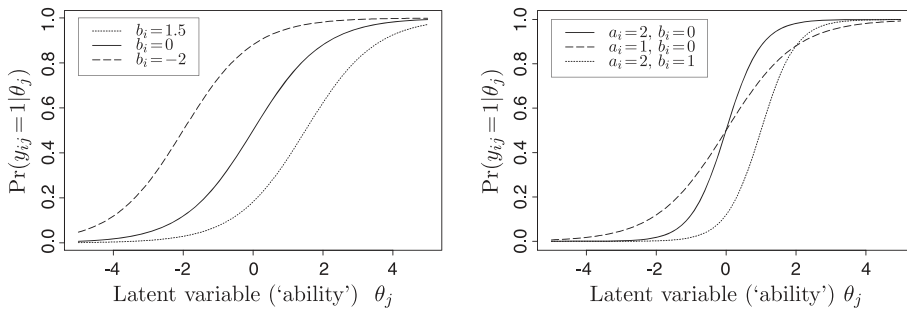 b_i=1.5
b_i=0
b_i=−2
Pr(y_ij=1|θ_j)
0.0 0.2 0.4 0.6 0.8 1.0
-4 -2 0 2 4
Latent variable (‘ability’) θ_j
a_i=2, b_i=0
a_i=1, b_i=0
a_i=2, b_i=1
Pr(y_ij=1|θ_j)
0.0 0.2 0.4 0.6 0.8 1.0
-4 -2 0 2 4
Latent variable (‘ability’) θ_j